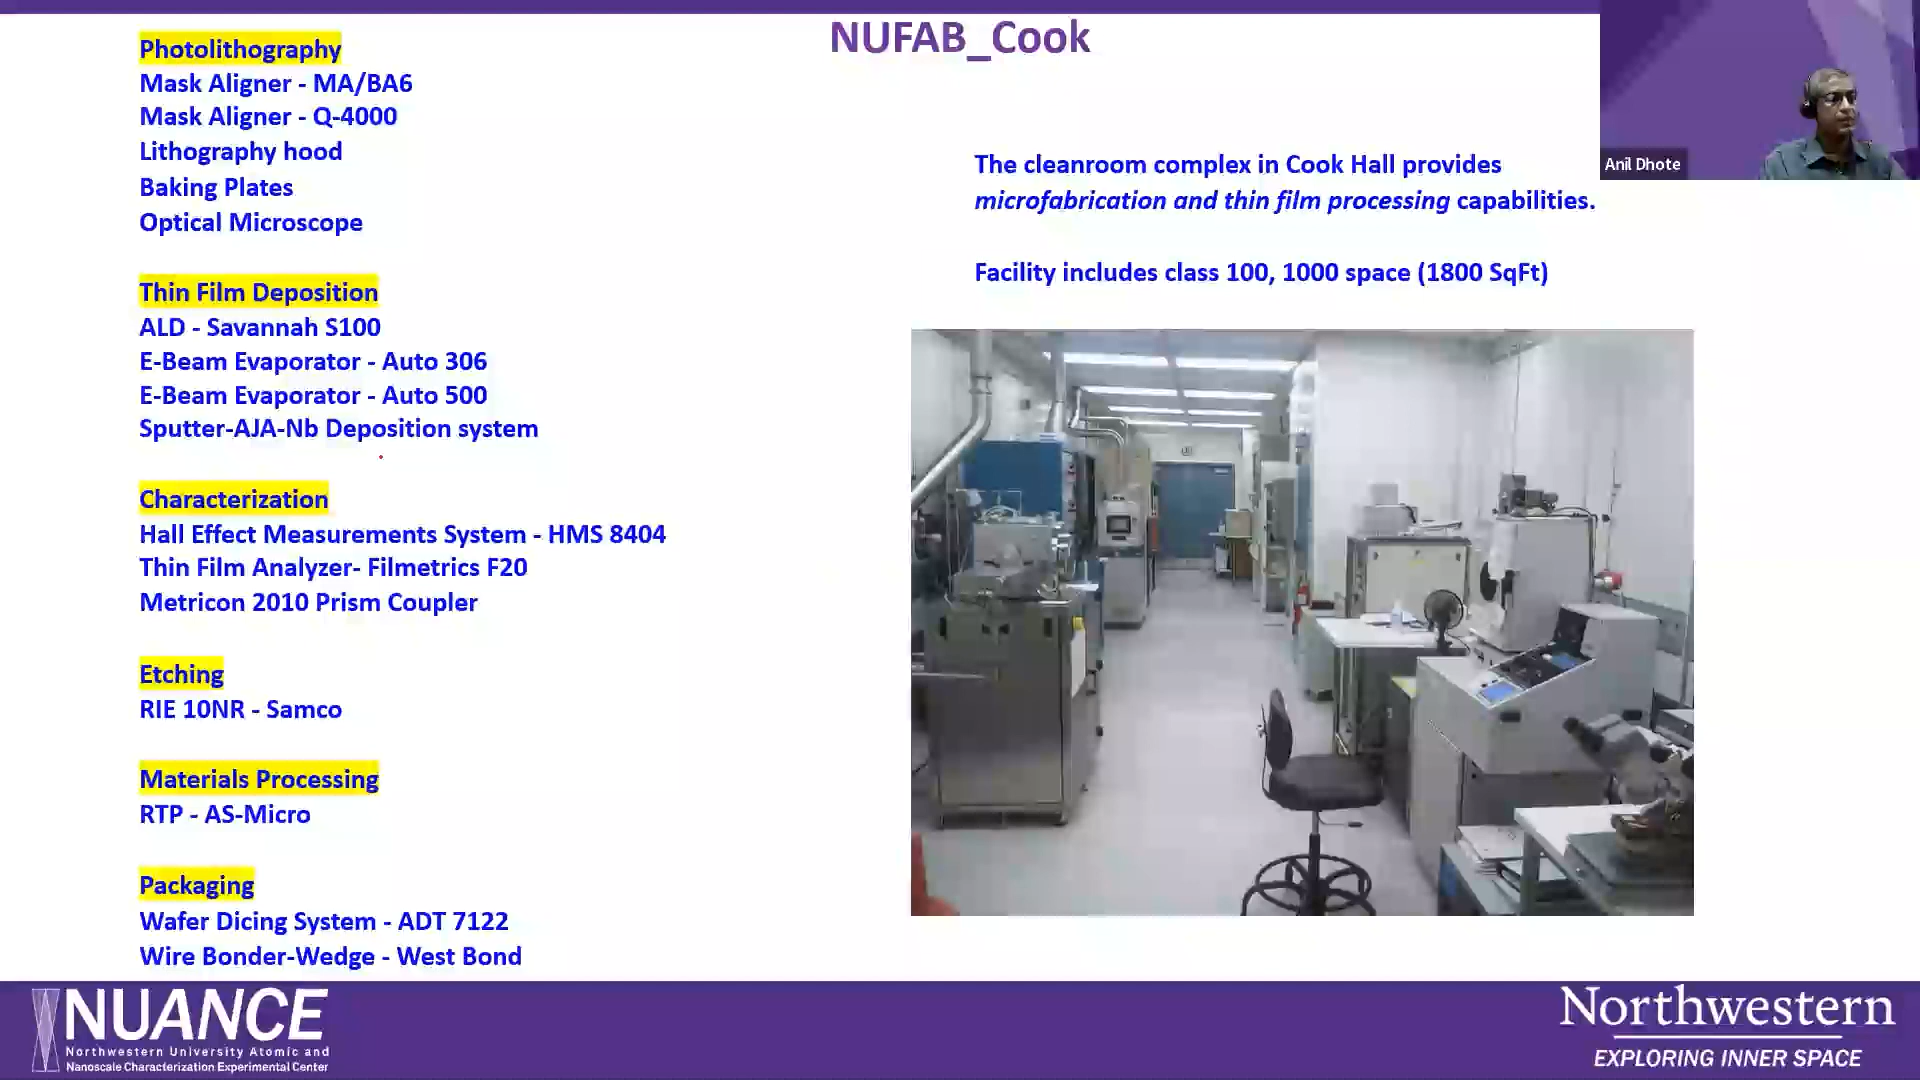 NUFAB_Cook
Photolithography
Mask Aligner - MA/BA6
Mask Aligner - Q-4000
Lithography hood
Baking Plates
Optical Microscope
Thin Film Deposition
ALD - Savannah S100
E-Beam Evaporator - Auto 306
E-Beam Evaporator - Auto 500
Sputter-AJA-Nb Deposition system
Characterization
Hall Effect Measurements System - HMS 8404
Thin Film Analyzer- Filmetrics F20
Metricon 2010 Prism Coupler
Etching
RIE 10NR - Samco
Materials Processing
RTP - AS-Micro
Packaging
Wafer Dicing System - ADT 7122
Wire Bonder-Wedge - West Bond
The cleanroom complex in Cook Hall provides
microfabrication and thin film processing capabilities.
Facility includes class 100, 1000 space (1800 SqFt)
Anil Dhote
NUANCE
Northwestern University Atomic and
Nanoscale Characterization Experimental Center
Northwestern
EXPLORING INNER SPACE